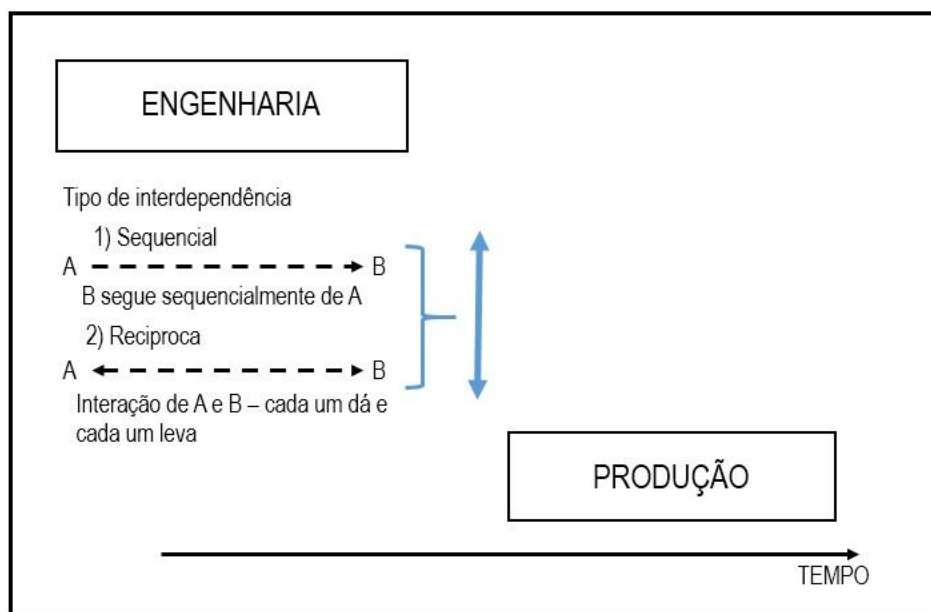 ENGENHARIA
Tipo de interdependência
1) Sequencial
A B
B segue sequencialmente de A
2) Reciproca
A B
Interação de A e B – cada um dá e
cada um leva
PRODUÇÃO
TEMPO